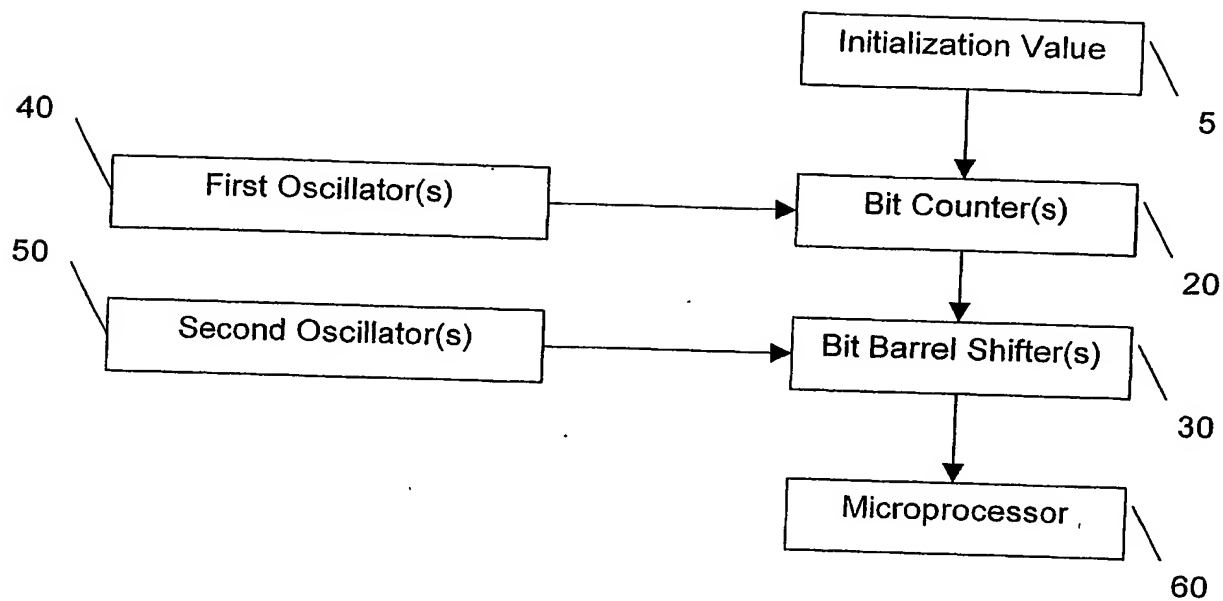 Initialization Value
5
40
First Oscillator(s)
Bit Counter(s)
20
50
Second Oscillator(s)
Bit Barrel Shifter(s)
30
Microprocessor
60